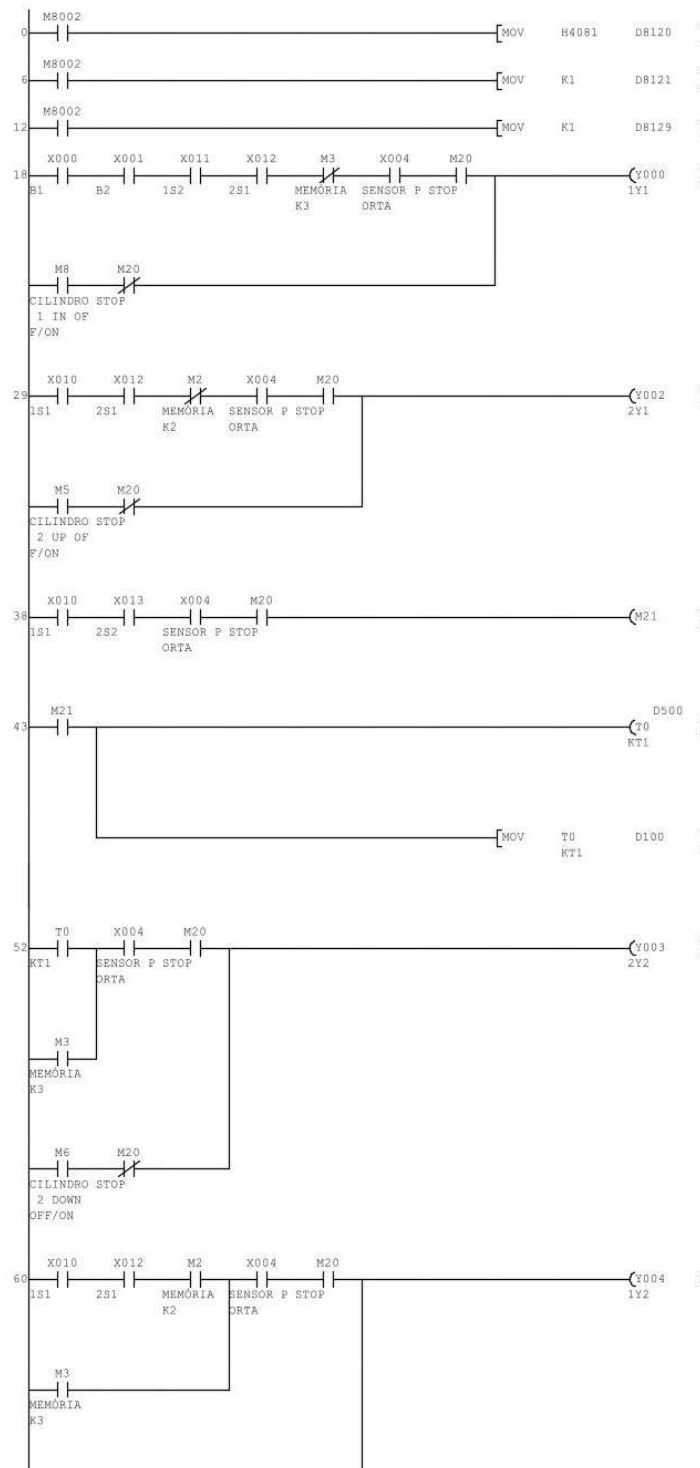 M8002
0 MOV H4081 D8120
M8002
6 MOV K1 D8121
M8002
12 MOV K1 D8129
X000 X001 X011 X012 M3 X004 M20
18 Y000
B1 B2 1S2 2S1 MEMÓRIA SENSOR P STOP 1Y1
K3 ORTA
M8 M20
CILINDRO STOP
1 IN OF
F/ON
X010 X012 M2 X004 M20
29 Y002
1S1 2S1 MEMÓRIA SENSOR P STOP 2Y1
K2 ORTA
M5 M20
CILINDRO STOP
2 UP OF
F/ON
X010 X013 X004 M20
38 M21
1S1 2S2 SENSOR P STOP
ORTA
M21 D500
43 T0
KT1
MOV T0 D100
KT1
T0 X004 M20
52 Y003
KT1 SENSOR P STOP 2Y2
ORTA
M3
MEMÓRIA
K3
M6 M20
CILINDRO STOP
2 DOWN
OFF/ON
X010 X012 M2 X004 M20
60 Y004
1S1 2S1 MEMÓRIA SENSOR P STOP 1Y2
K2 ORTA
M3
MEMÓRIA
K3